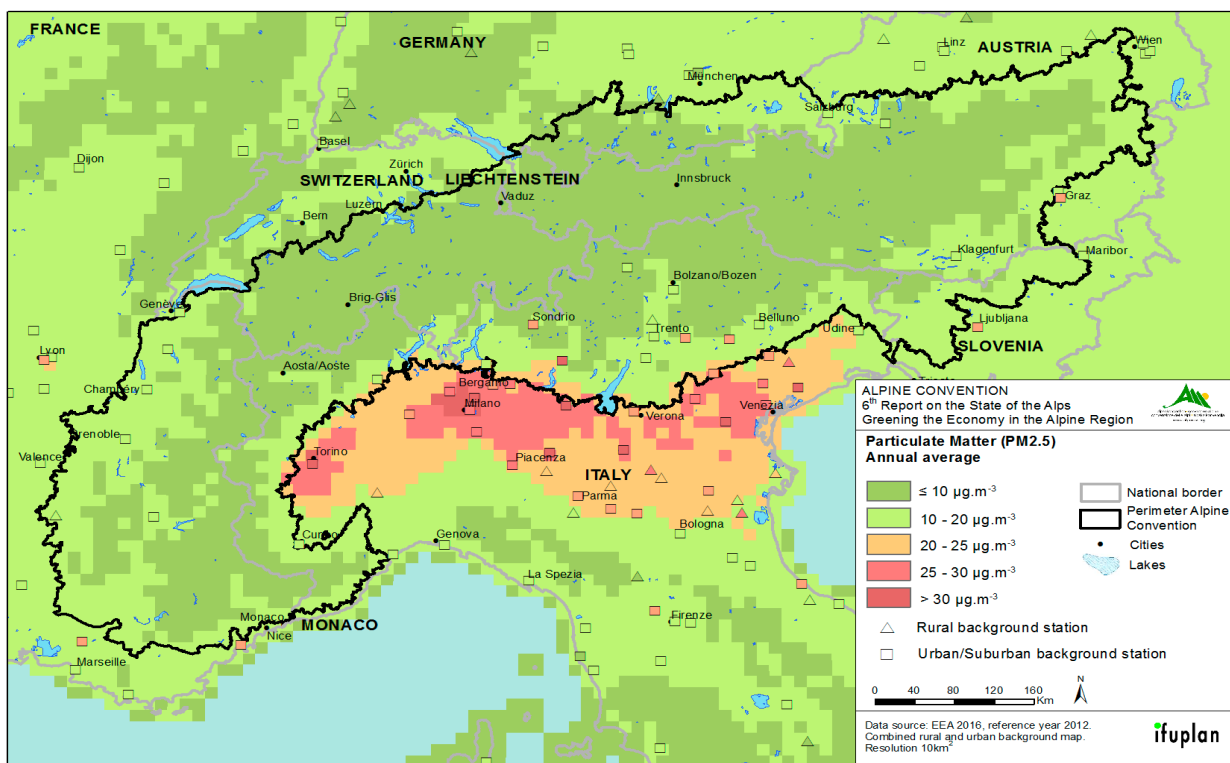 FRANCE
GERMANY
AUSTRIA
Linz
Wien
München
Salzburg
Basel
Dijon
Zürich
SWITZERLAND
LIECHTENSTEIN
Innsbruck
Vaduz
Luzern
Bern
Graz
Klagenfurt
Maribor
Bolzano/Bozen
Brig-Glis
Genève
Sondrio
Trento
Belluno
Udine
Ljubljana
SLOVENIA
Lyon
Aosta/Aoste
Chambéry
Bergamo
Milano
Verona
Venezia
Grenoble
Valence
Torino
Piacenza
ITALY
Parma
Bologna
Cuneo
Genova
La Spezia
Firenze
Monaco
MONACO
Nice
Marseille
ALPINE CONVENTION
6th Report on the State of the Alps
Greening the Economy in the Alpine Region
Particulate Matter (PM2.5)
Annual average
≤ 10 µg.m-3
10 - 20 µg.m-3
20 - 25 µg.m-3
25 - 30 µg.m-3
> 30 µg.m-3
National border
Perimeter Alpine
Convention
Cities
Lakes
Rural background station
Urban/Suburban background station
0 40 80 120 160
Km
N
Data source: EEA 2016, reference year 2012.
Combined rural and urban background map.
Resolution 10km2
ifuplan